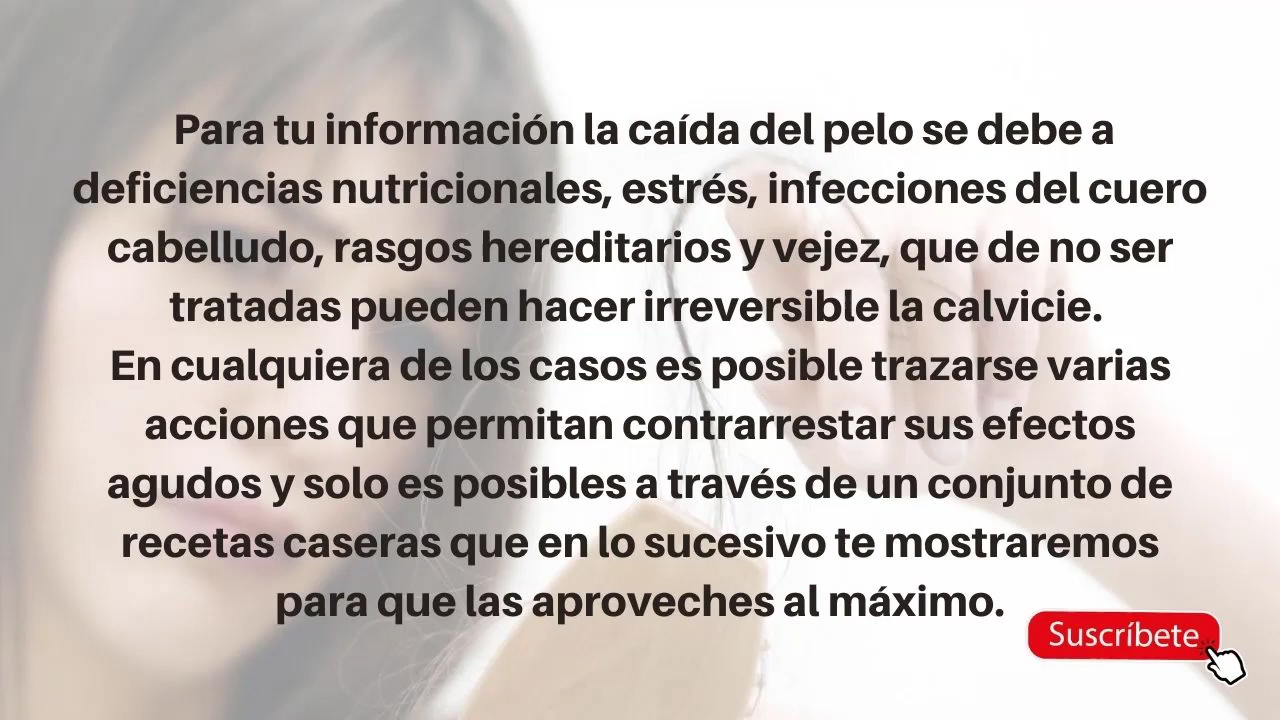 Para tu información la caída del pelo se debe a
deficiencias nutricionales, estrés, infecciones del cuero
cabelludo, rasgos hereditarios y vejez, que de no ser
tratadas pueden hacer irreversible la calvicie.
En cualquiera de los casos es posible trazarse varias
acciones que permitan contrarrestar sus efectos
agudos y solo es posibles a través de un conjunto de
recetas caseras que en lo sucesivo te mostraremos
para que las aproveches al máximo.
Suscríbete